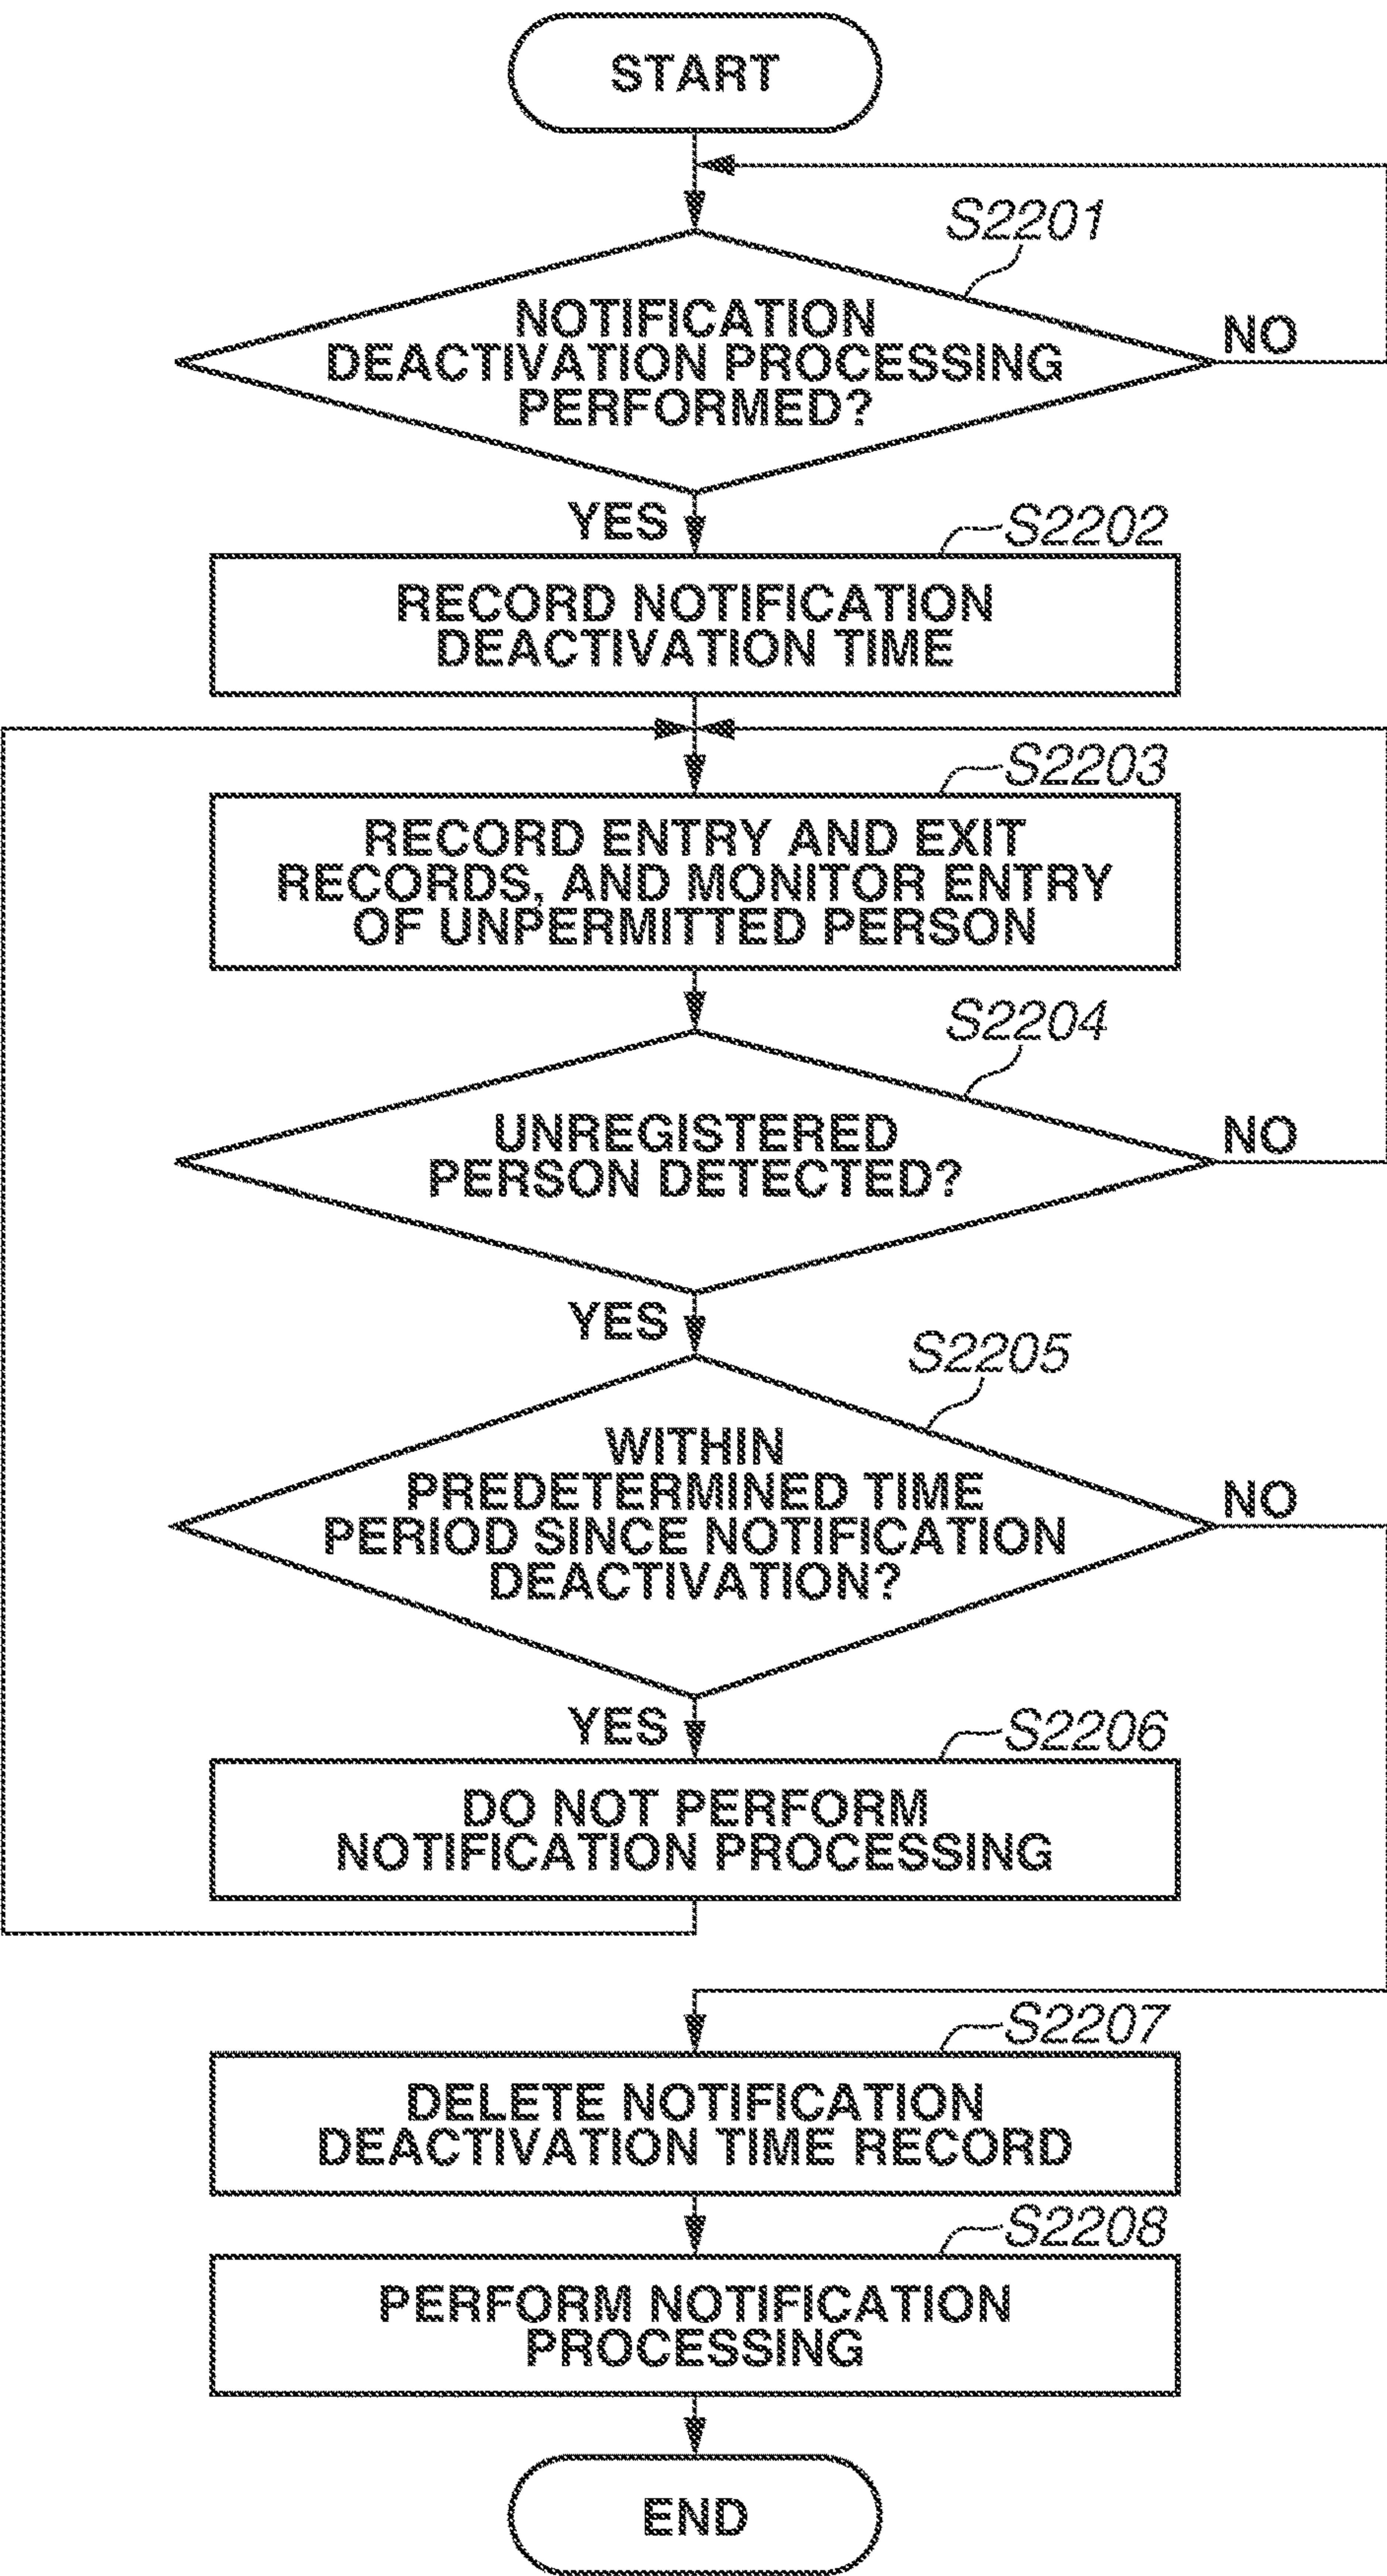 START
S2201
NOTIFICATION
DEACTIVATION PROCESSING
PERFORMED?
NO
YES
S2202
RECORD NOTIFICATION
DEACTIVATION TIME
S2203
RECORD ENTRY AND EXIT
RECORDS, AND MONITOR ENTRY
OF UNPERMITTED PERSON
S2204
UNREGISTERED
PERSON DETECTED?
NO
YES
S2205
WITHIN
PREDETERMINED TIME
PERIOD SINCE NOTIFICATION
DEACTIVATION?
NO
YES
S2206
DO NOT PERFORM
NOTIFICATION PROCESSING
S2207
DELETE NOTIFICATION
DEACTIVATION TIME RECORD
S2208
PERFORM NOTIFICATION
PROCESSING
END